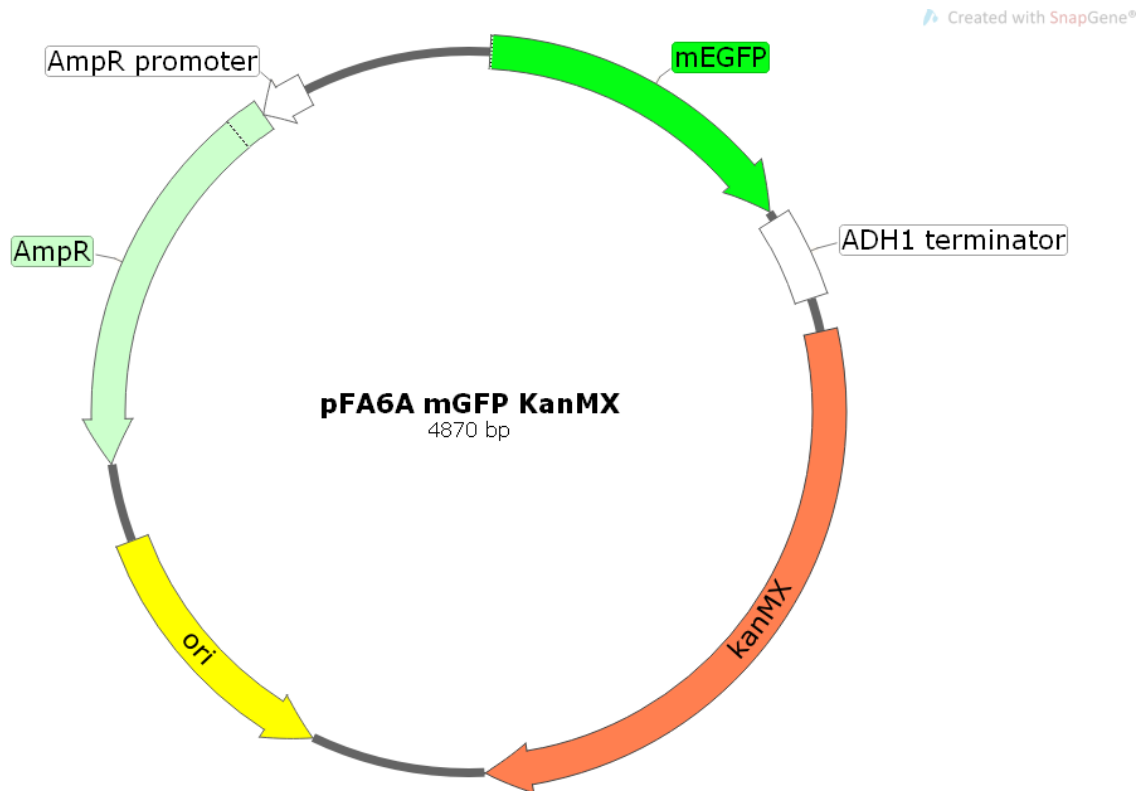 Created with SnapGene®
AmpR promoter
mEGFP
AmpR
ADH1 terminator
pFA6A mGFP KanMX
4870 bp
kanMX
ori